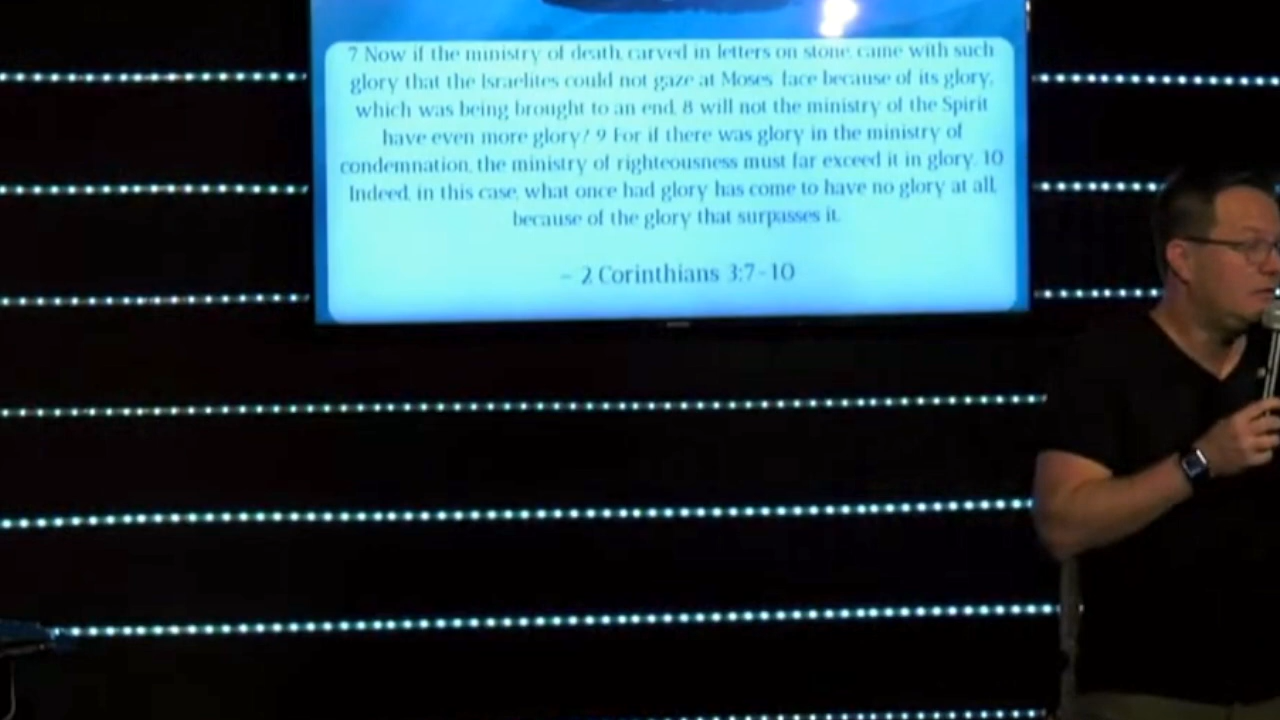 7 Now if the ministry of death, carved in letters on stone, came with such
glory that the Israelites could not gaze at Moses' face because of its glory,
which was being brought to an end, 8 will not the ministry of the Spirit
have even more glory? 9 For if there was glory in the ministry of
condemnation, the ministry of righteousness must far exceed it in glory. 10
Indeed, in this case, what once had glory has come to have no glory at all,
because of the glory that surpasses it.
– 2 Corinthians 3:7-10